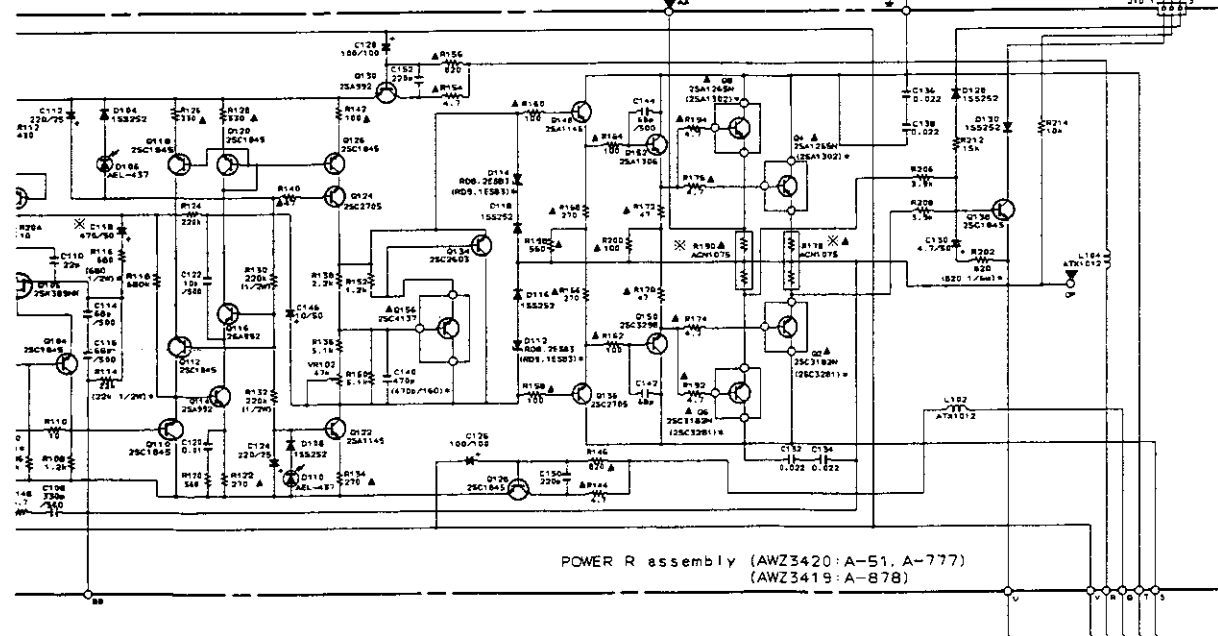 C128
100/100
▲R156
820
C152
220p
Q130
2SA992
▲R154
4.7
C112
220/25
D104
1SS252
R126
330
R128
330▲
R142
100▲
▲R160
100
Q148
2SA1145
C144
68p
/500
▲ Q8
2SA1265N
(2SA1302)*
C136
0.022
C138
0.022
D128
1SS252
D130
1SS252
R214
10k
R112
430
Q118
2SC1845
Q120
2SC1845
Q126
2SC1845
▲R164
100
Q152
2SA1306
▲R194
4.7
Q4 ▲
2SA1265N
(2SA1302)*
R212
15k
D106
AEL-437
R140
▲
Q124
2SC2705
D114
RD8.2ESB3
(RD9.1ESB3)
D118
1SS252
R175▲
4.7
R206
3.9k
R208
3.9k
R124
220k
▲R168
270
▲R172
47
Q138
2SC1845
※ C118
470/50
Q134
2SC2603
▲R198
560
R200
100
※ R190▲
ACN1075
R178 ※▲
ACN1075
C130
4.7/50
R202
820
(820 1/6W)*
L104
ATX1012
C110
22p
R116
680
(680
1/2W)*
R118
680k
C122
10p
/500
R130
220k
(1/2W)
R138
2.2k
R152
1.2k
2SK389NK
C114
68p
/500
C146
10/50
D116
1SS252
▲R166
270
▲R170
47
Q116
2SA992
▲ Q156
2SC4137
D112
RD8.2ESB3
(RD9.1ESB3)
▲R162
100
Q150
2SC3298
▲R174
4.7
Q104
2SC1845
C116
68p
/500
Q112
2SC1845
R136
5.1k
VR102
47k
R150
5.1k
C140
470p
(470p/160)*
Q2▲
2SC3182N
(2SC3281)*
R114
22k
(22k 1/2W)*
Q114
2SA992
R132
220k
(1/2W)
▲R158
100
Q136
2SC2705
C142
68p
R192▲
4.7
▲ Q6
2SC3182N
(2SC3281)*
L102
ATX1012
R110
10
Q110
2SC1845
C120
0.01
C124
220/25
D108
1SS252
Q122
2SA1145
C126
100/100
R146
820▲
C132
0.022
C134
0.022
R108
1.2k
R120
560
R122
270 ▲
D110
AEL-437
R134
270 ▲
Q128
2SC1845
C150
220p
▲R144
4.7
C108
330p
POWER R assembly (AWZ3420:A-51, A-777)
(AWZ3419:A-878)
U
V
R
Q
T
S